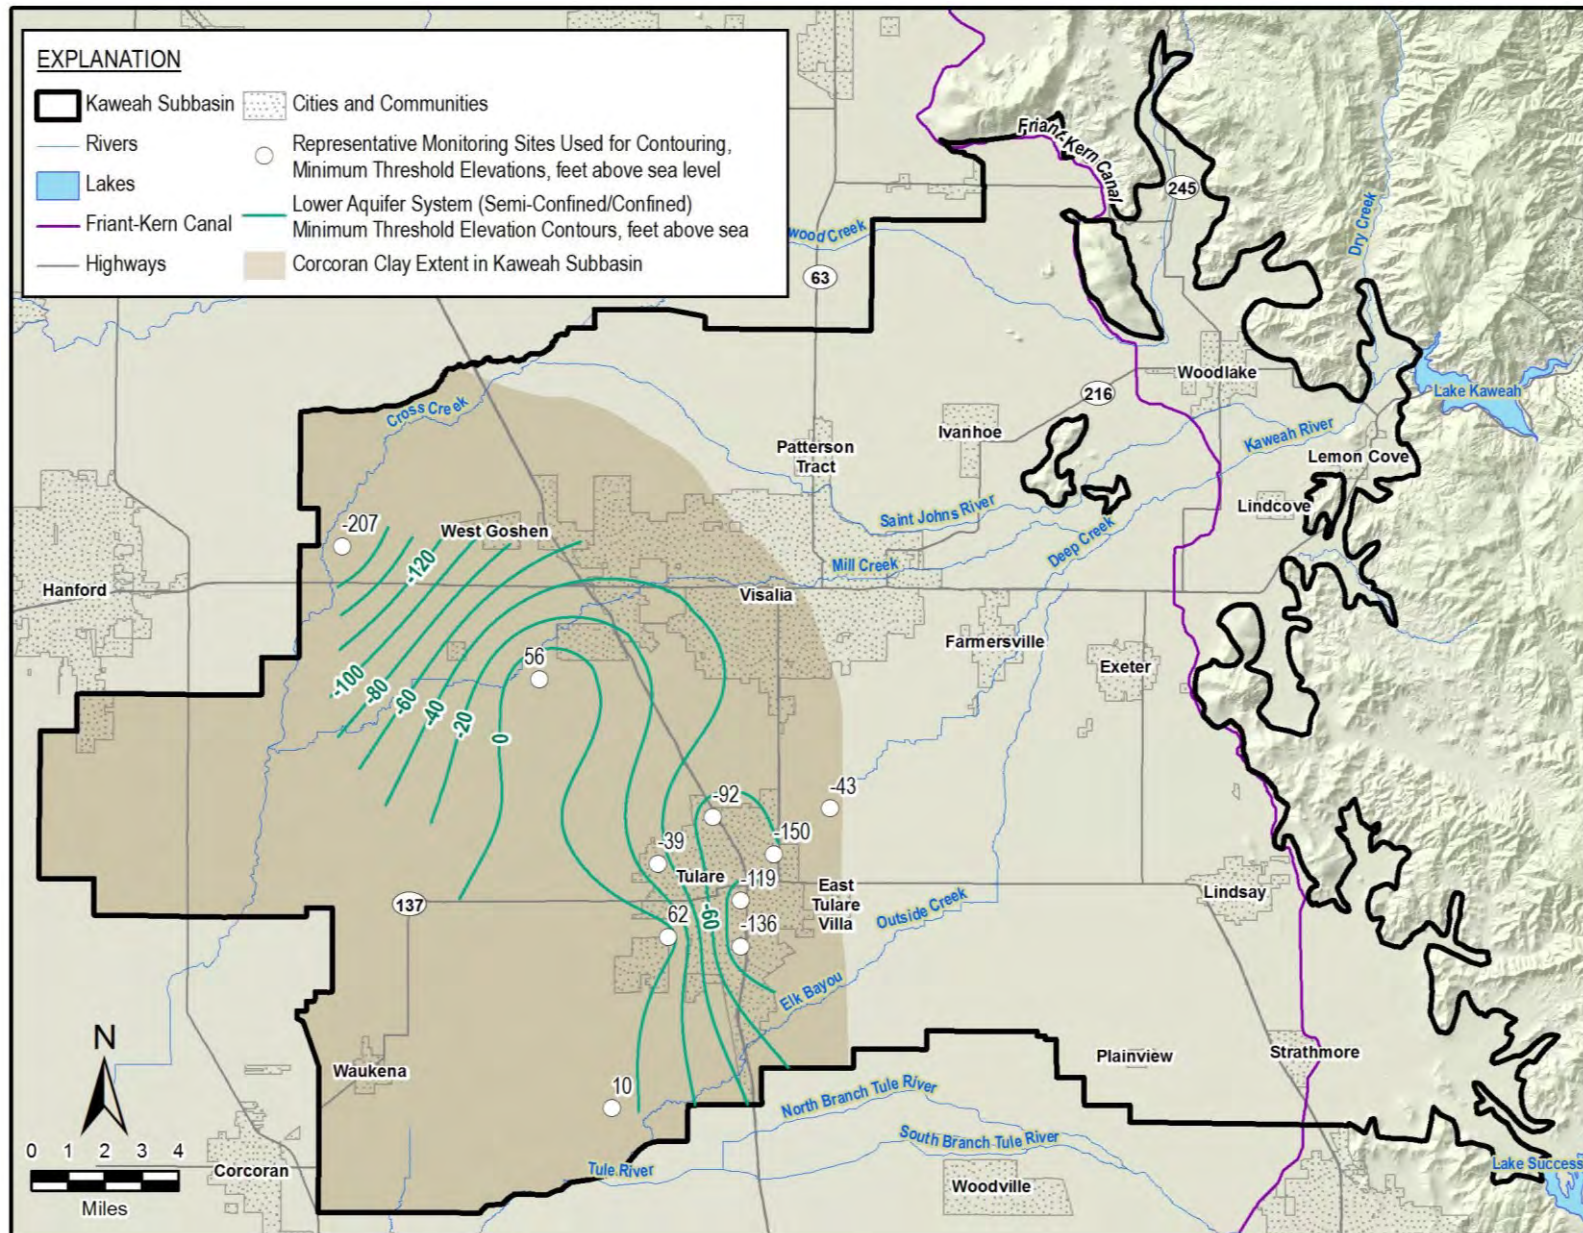 EXPLANATION
Kaweah Subbasin
Cities and Communities
Rivers
Representative Monitoring Sites Used for Contouring,
Minimum Threshold Elevations, feet above sea level
Lakes
Friant-Kern Canal
Lower Aquifer System (Semi-Confined/Confined)
Minimum Threshold Elevation Contours, feet above sea
Highways
Corcoran Clay Extent in Kaweah Subbasin
Friant-Kern Canal
245
Dry Creek
wood Creek
63
Woodlake
216
Lake Kaweah
Cross Creek
Ivanhoe
Kaweah River
Patterson
Tract
Lemon Cove
Saint Johns River
Lindcove
-207
West Goshen
Deep Creek
-120
Mill Creek
Hanford
Visalia
Farmersville
Exeter
56
-100
-80
-60
-40
-20
0
-92
-43
-150
-39
Tulare
-119
East
Tulare
Villa
Lindsay
137
62
-60
-136
Outside Creek
Elk Bayou
N
Waukena
Plainview
Strathmore
10
North Branch Tule River
South Branch Tule River
0 1 2 3 4
Miles
Corcoran
Tule River
Woodville
Lake Success